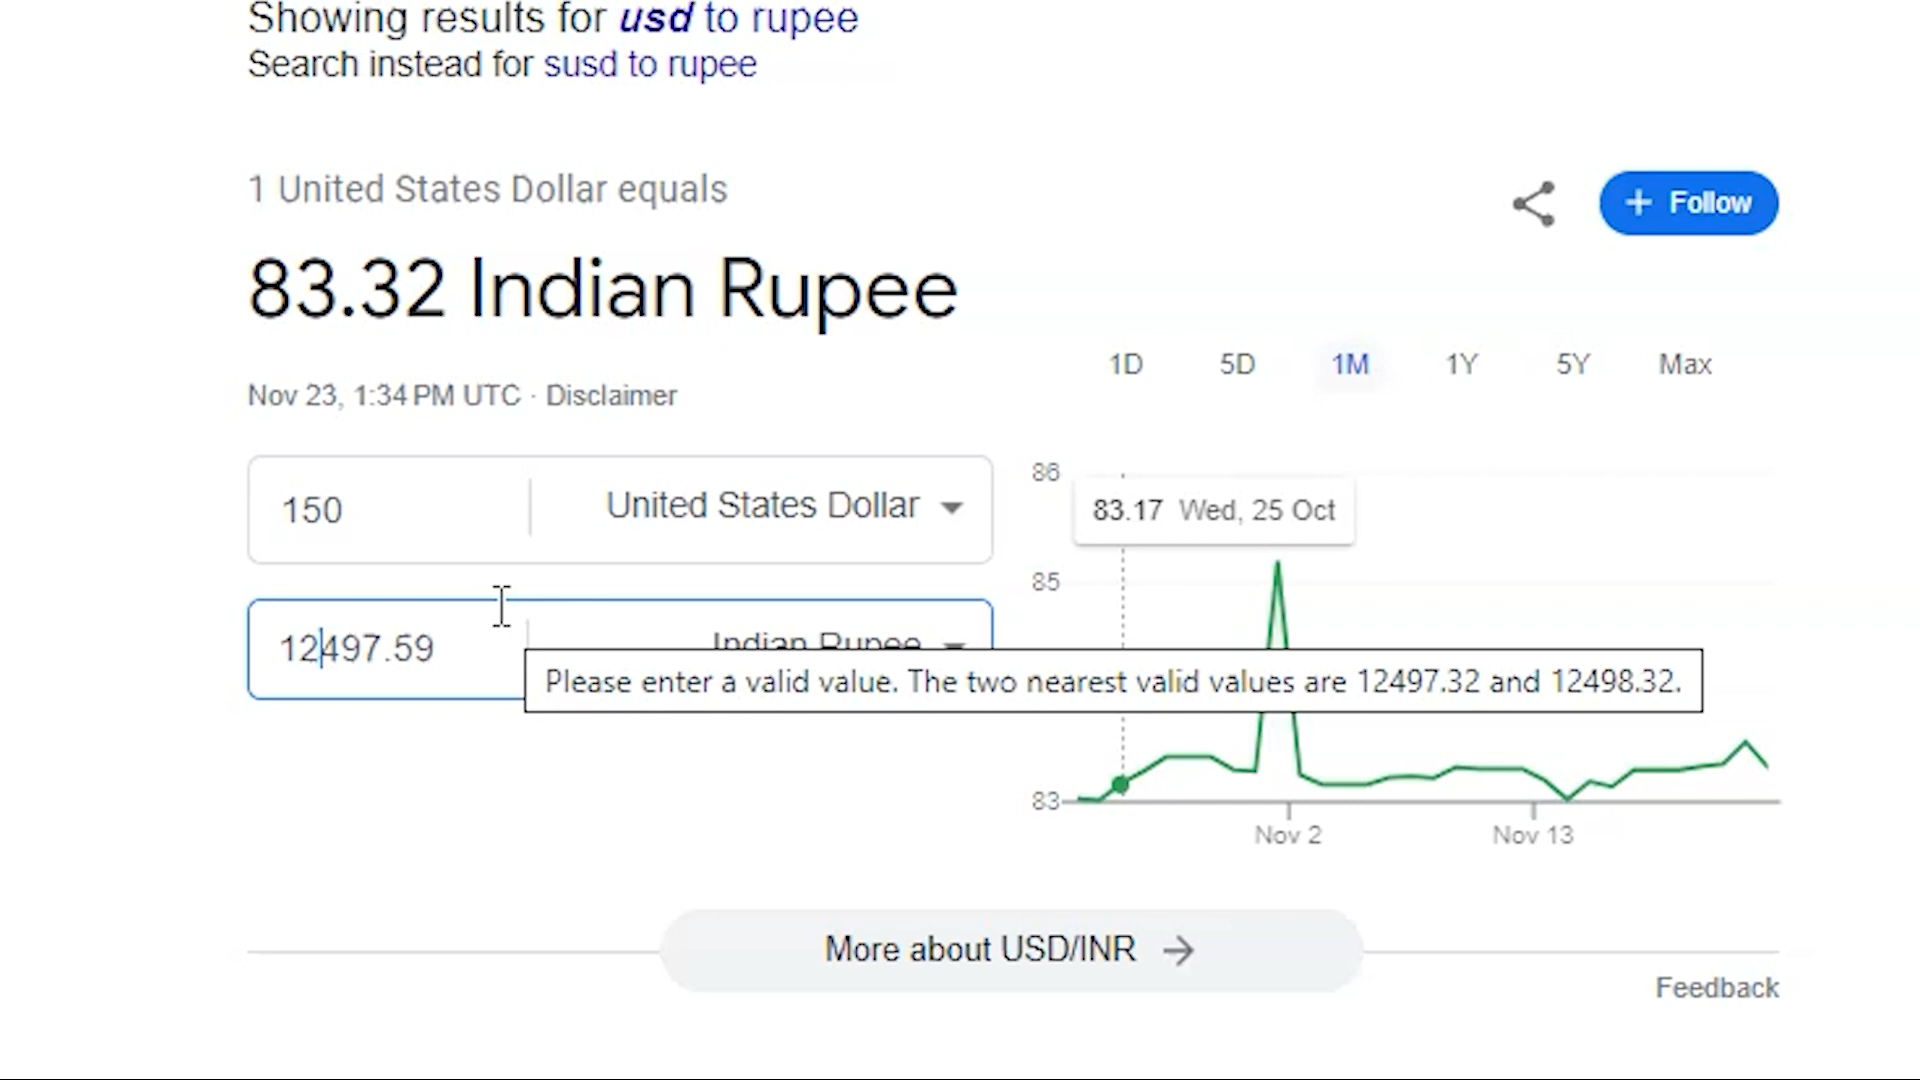 Showing results for usd to rupee
Search instead for susd to rupee
1 United States Dollar equals
Follow
83.32 Indian Rupee
Nov 23, 1:34 PM UTC · Disclaimer
1D 5D 1M 1Y 5Y Max
150 United States Dollar
12497.59 Indian Rupee
Please enter a valid value. The two nearest valid values are 12497.32 and 12498.32.
86
83.17 Wed, 25 Oct
85
83
Nov 2 Nov 13
More about USD/INR
Feedback